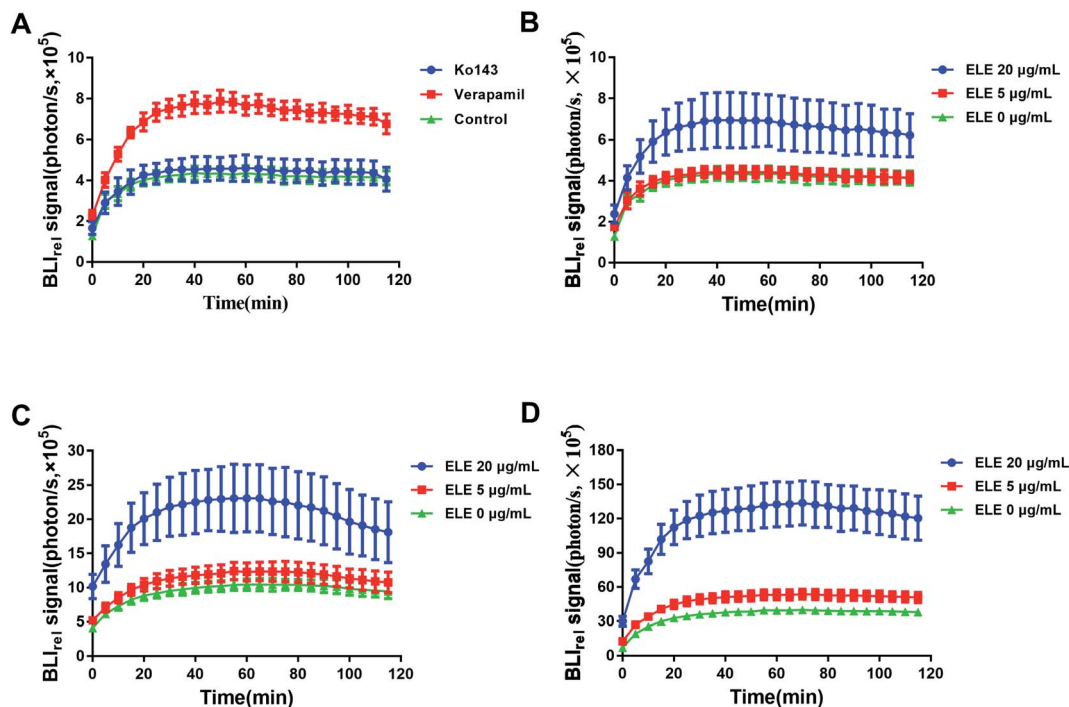 A
BLIrel signal(photon/s,×10⁵)
10
8
6
4
2
0
0 20 40 60 80 100 120
Time(min)
Ko143
Verapamil
Control
B
BLIrel signal(photon/s, × 10⁵)
10
8
6
4
2
0
0 20 40 60 80 100 120
Time(min)
ELE 20 μg/mL
ELE 5 μg/mL
ELE 0 μg/mL
C
BLIrel signal(photon/s,×10⁵)
30
25
20
15
10
5
0
0 20 40 60 80 100 120
Time(min)
ELE 20 μg/mL
ELE 5 μg/mL
ELE 0 μg/mL
D
BLIrel signal(photon/s, × 10⁵)
180
150
120
90
60
30
0
0 20 40 60 80 100 120
Time(min)
ELE 20 μg/mL
ELE 5 μg/mL
ELE 0 μg/mL